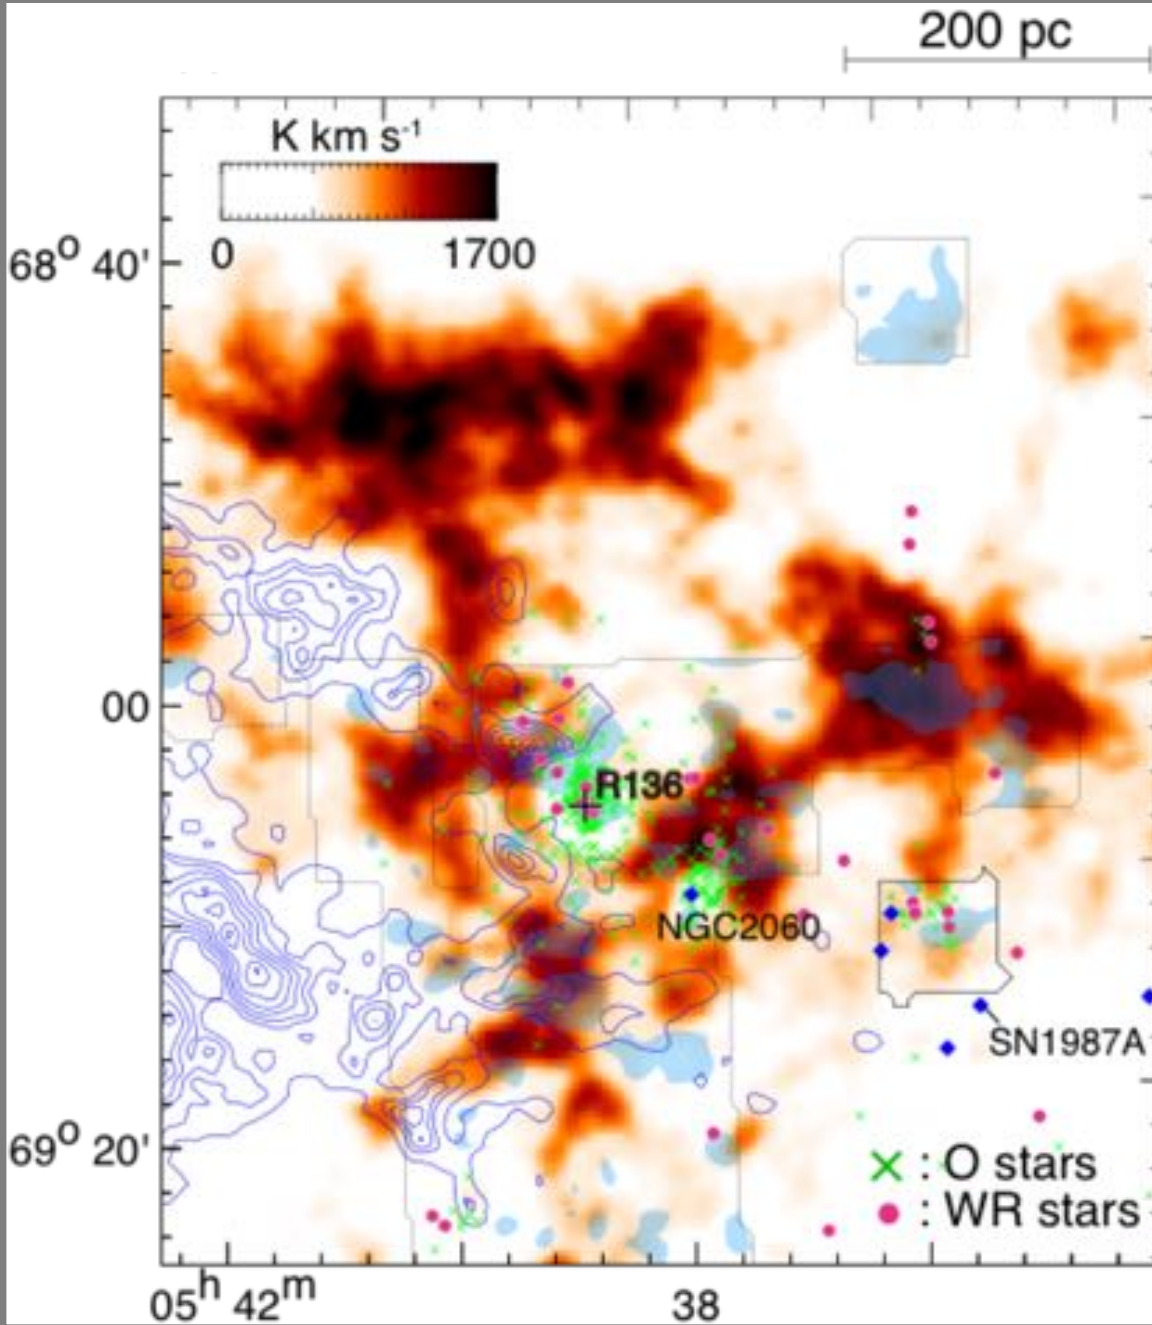 200 pc
K km s⁻¹
0 1700
68° 40'
00
R136
NGC2060
SN1987A
69° 20'
× : O stars
● : WR stars
05ʰ 42ᵐ 38